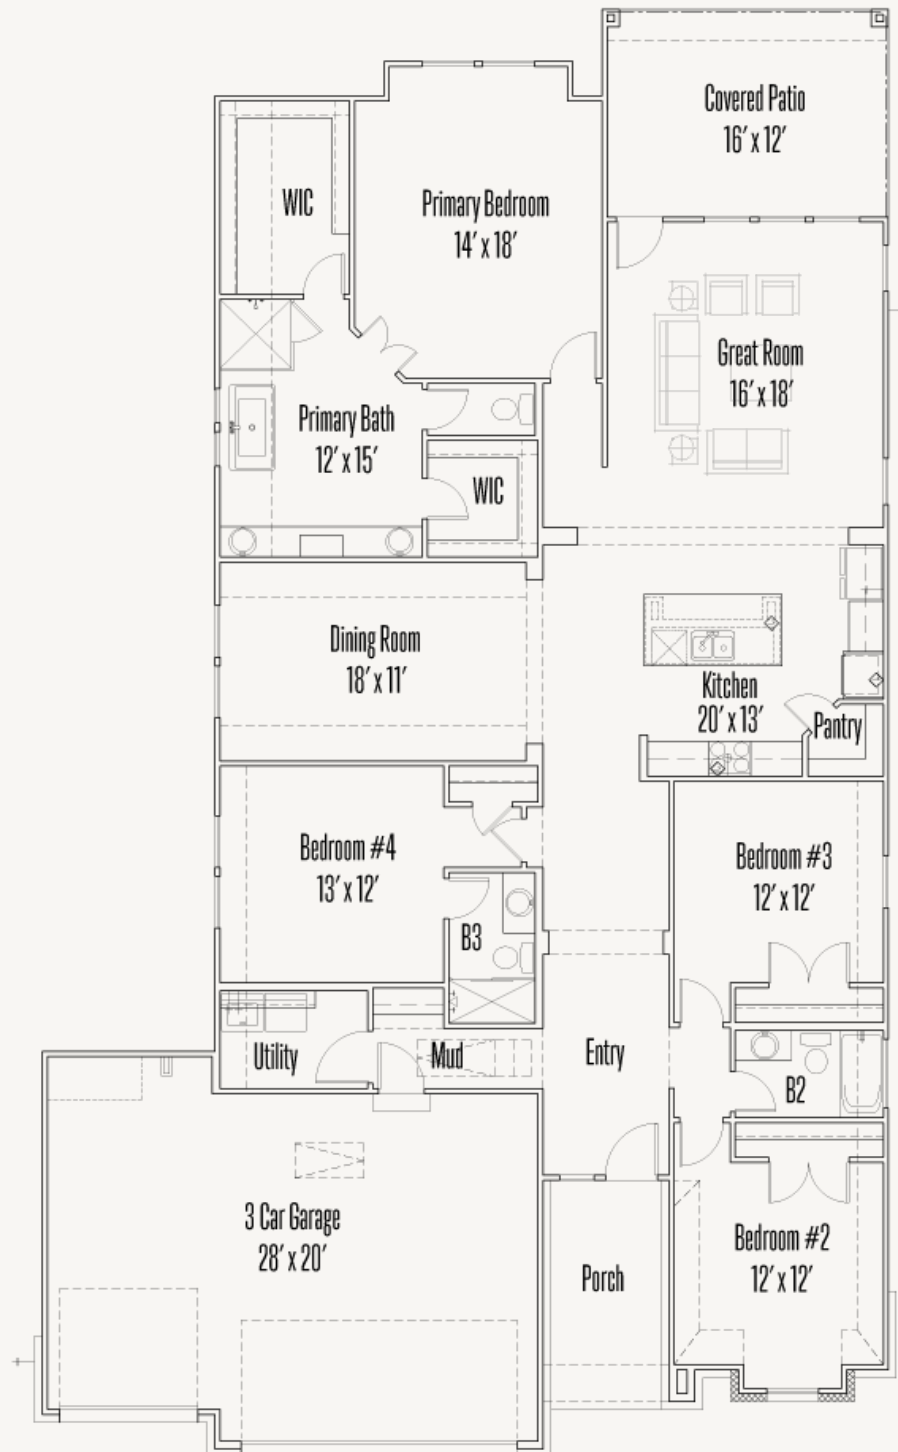 Covered Patio
16' x 12'
WIC
Primary Bedroom
14' x 18'
Great Room
16' x 18'
Primary Bath
12' x 15'
WIC
Dining Room
18' x 11'
Kitchen
20' x 13'
Pantry
Bedroom #4
13' x 12'
Bedroom #3
12' x 12'
B3
Utility
Mud
Entry
B2
3 Car Garage
28' x 20'
Porch
Bedroom #2
12' x 12'